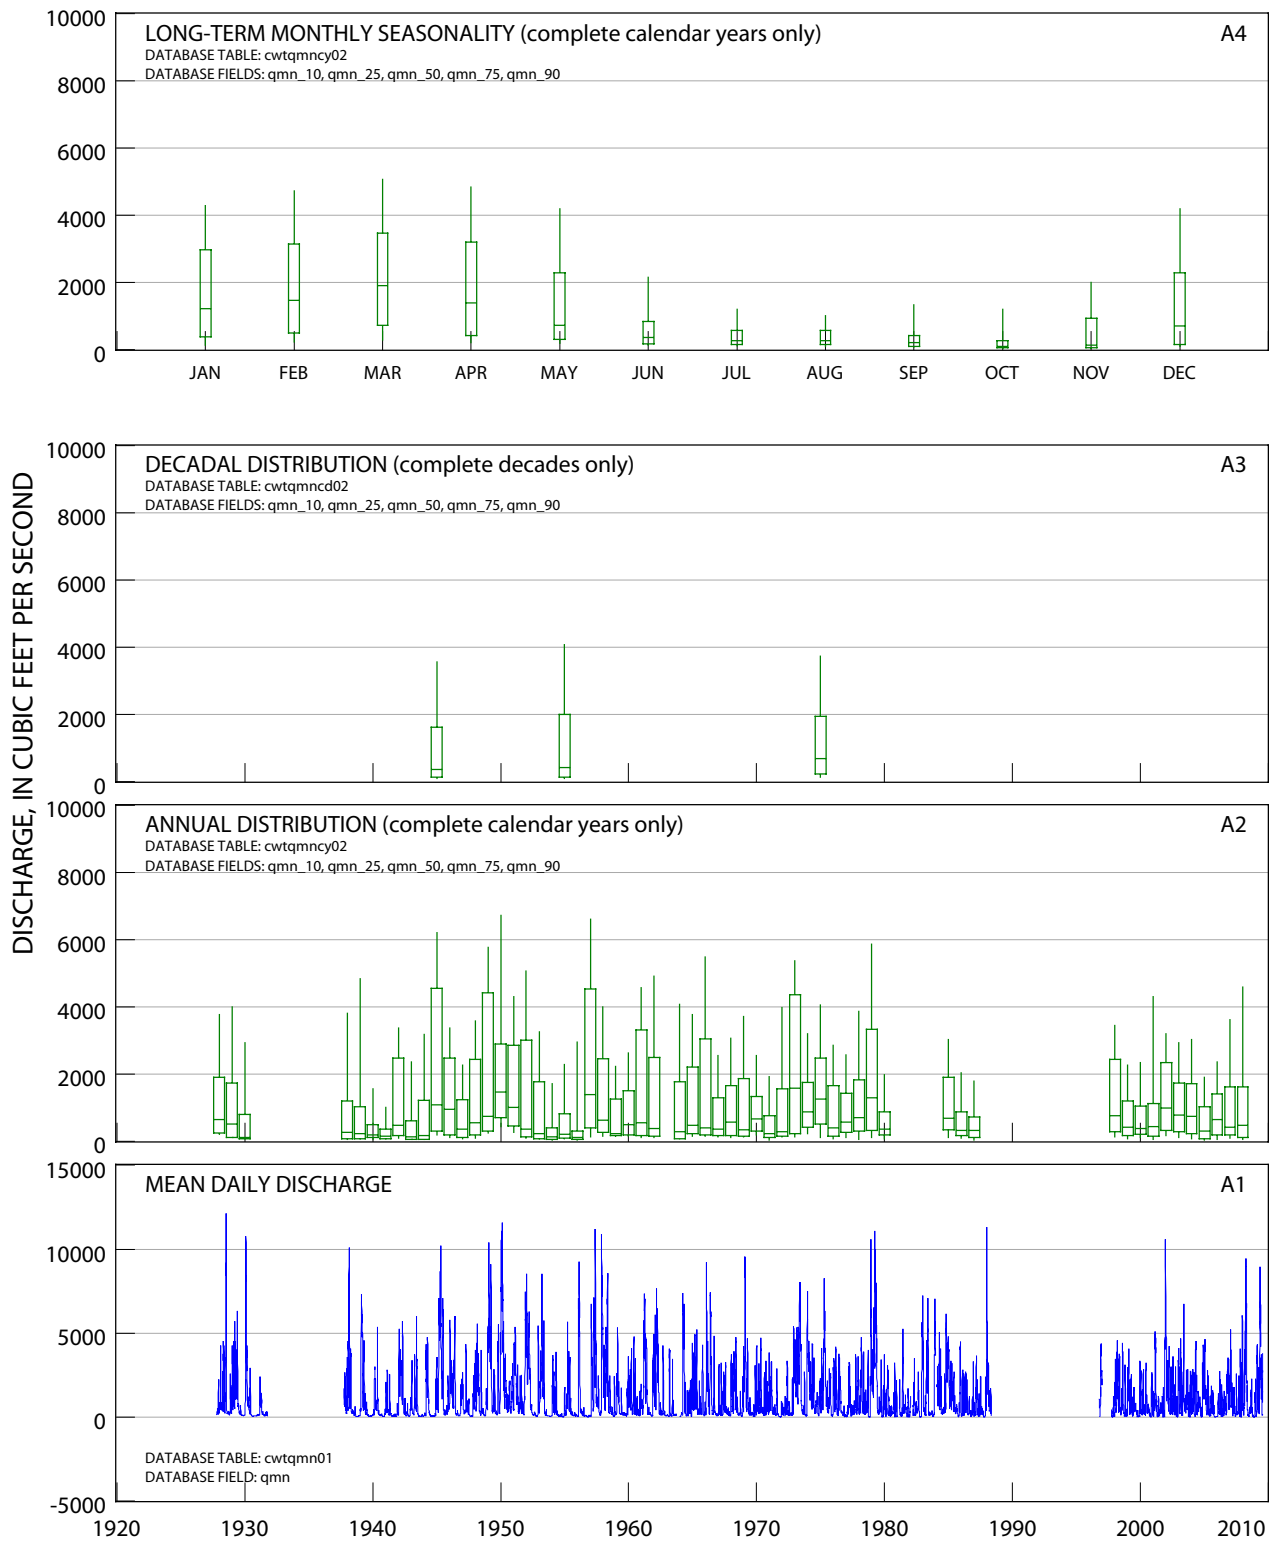 DISCHARGE, IN CUBIC FEET PER SECOND
LONG-TERM MONTHLY SEASONALITY (complete calendar years only)
A4
DATABASE TABLE: cwtqmncy02
DATABASE FIELDS: qmn_10, qmn_25, qmn_50, qmn_75, qmn_90
10000
8000
6000
4000
2000
0
JAN FEB MAR APR MAY JUN JUL AUG SEP OCT NOV DEC
DECADAL DISTRIBUTION (complete decades only)
A3
DATABASE TABLE: cwtqmncd02
DATABASE FIELDS: qmn_10, qmn_25, qmn_50, qmn_75, qmn_90
10000
8000
6000
4000
2000
0
ANNUAL DISTRIBUTION (complete calendar years only)
A2
DATABASE TABLE: cwtqmncy02
DATABASE FIELDS: qmn_10, qmn_25, qmn_50, qmn_75, qmn_90
10000
8000
6000
4000
2000
0
MEAN DAILY DISCHARGE
A1
15000
10000
5000
0
-5000
DATABASE TABLE: cwtqmn01
DATABASE FIELD: qmn
1920 1930 1940 1950 1960 1970 1980 1990 2000 2010